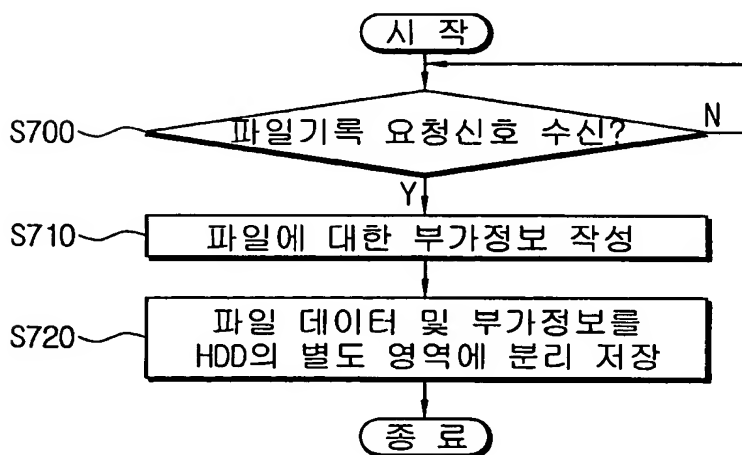 시 작
S700
파일기록 요청신호 수신?
N
Y
S710
파일에 대한 부가정보 작성
S720
파일 데이터 및 부가정보를
HDD의 별도 영역에 분리 저장
종 료